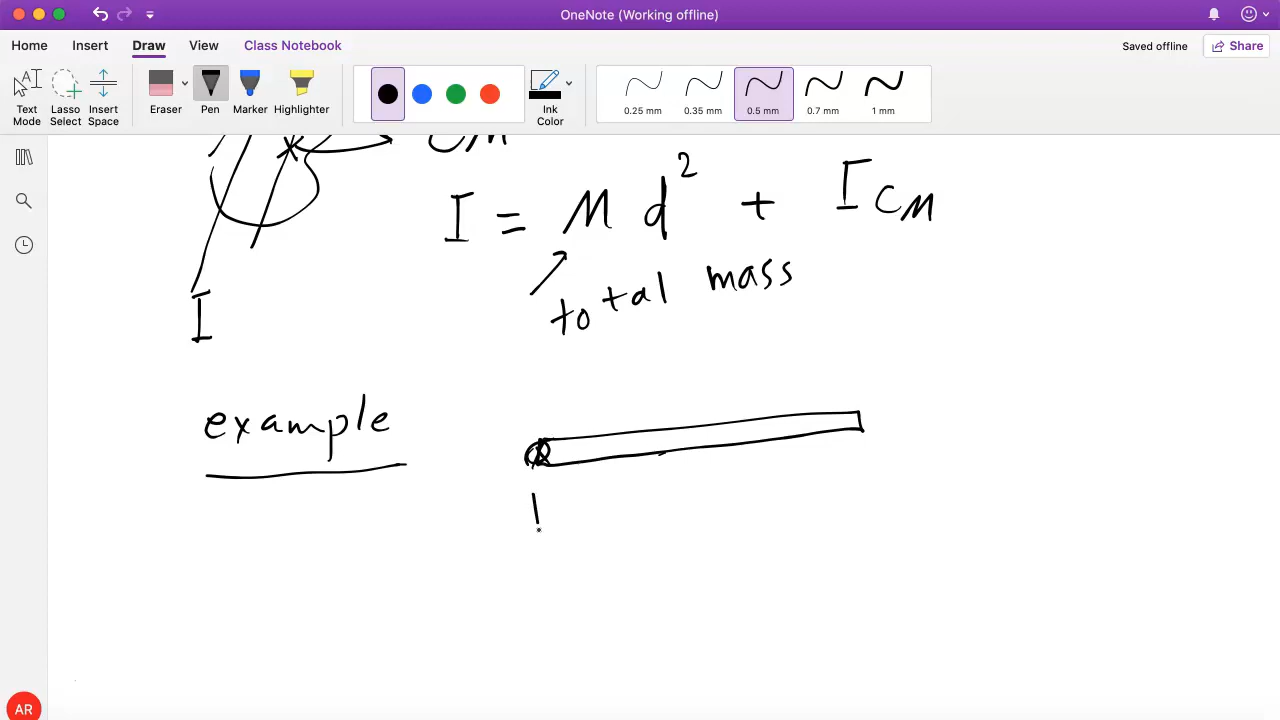 OneNote (Working offline)
Home Insert Draw View Class Notebook Saved offline Share
Text Mode Lasso Select Insert Space Eraser Pen Marker Highlighter Ink Color 0.25 mm 0.35 mm 0.5 mm 0.7 mm 1 mm
CM
I = M d² + I CM
total mass
I
example
I
AR